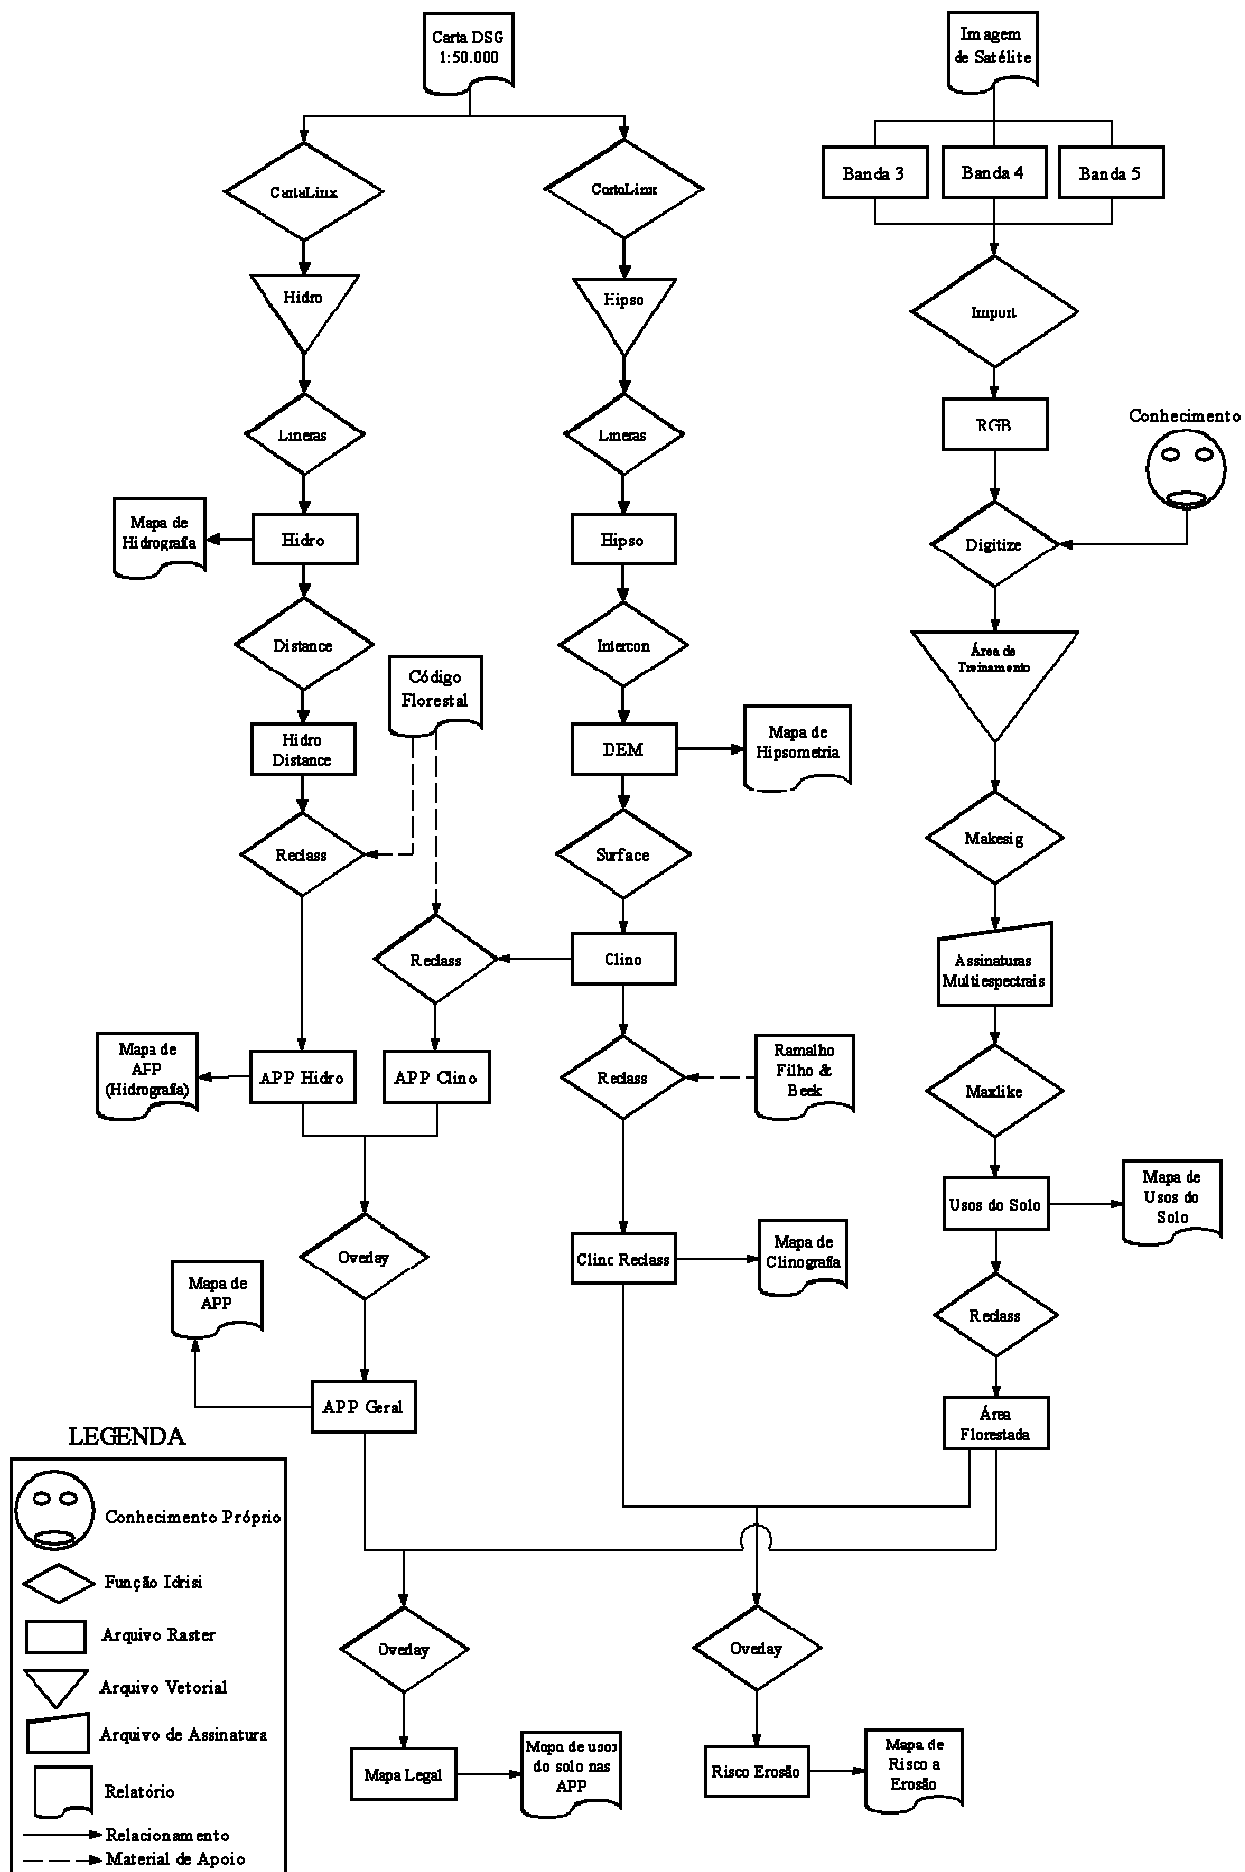 Carta DSG
1:50.000
Imagem
de Satélite
Banda 3
Banda 4
Banda 5
CartaLinx
CartaLinx
Hidro
Hipso
Import
RGB
Conhecimento
Lineras
Lineras
Mapa de
Hidrografa
Hidro
Hipso
Digitize
Distance
Intercon
Área de
Treinamento
Código
Florestal
Hidro
Distance
DEM
Mapa de
Hipsometria
Makesig
Reclass
Surface
Reclass
Clino
Assinaturas
Multiespectrais
Mapa de
APP
(Hidrografia)
APP Hidro
APP Clino
Reclass
Ramalho
Filho &
Beek
Maxlike
Usos do Solo
Mapa de
Usos do
Solo
Overlay
Clino Reclass
Mapa de
Clinografia
Mapa de
APP
Reclass
APP Geral
Área
Florestada
LEGENDA
Conhecimento Próprio
Função Idrisi
Arquivo Raster
Arquivo Vetorial
Arquivo de Assinatura
Relatório
Relacionamento
Material de Apoio
Overlay
Overlay
Mapa Legal
Mapa de usos
do solo nas
APP
Risco Erosão
Mapa de
Risco a
Erosão